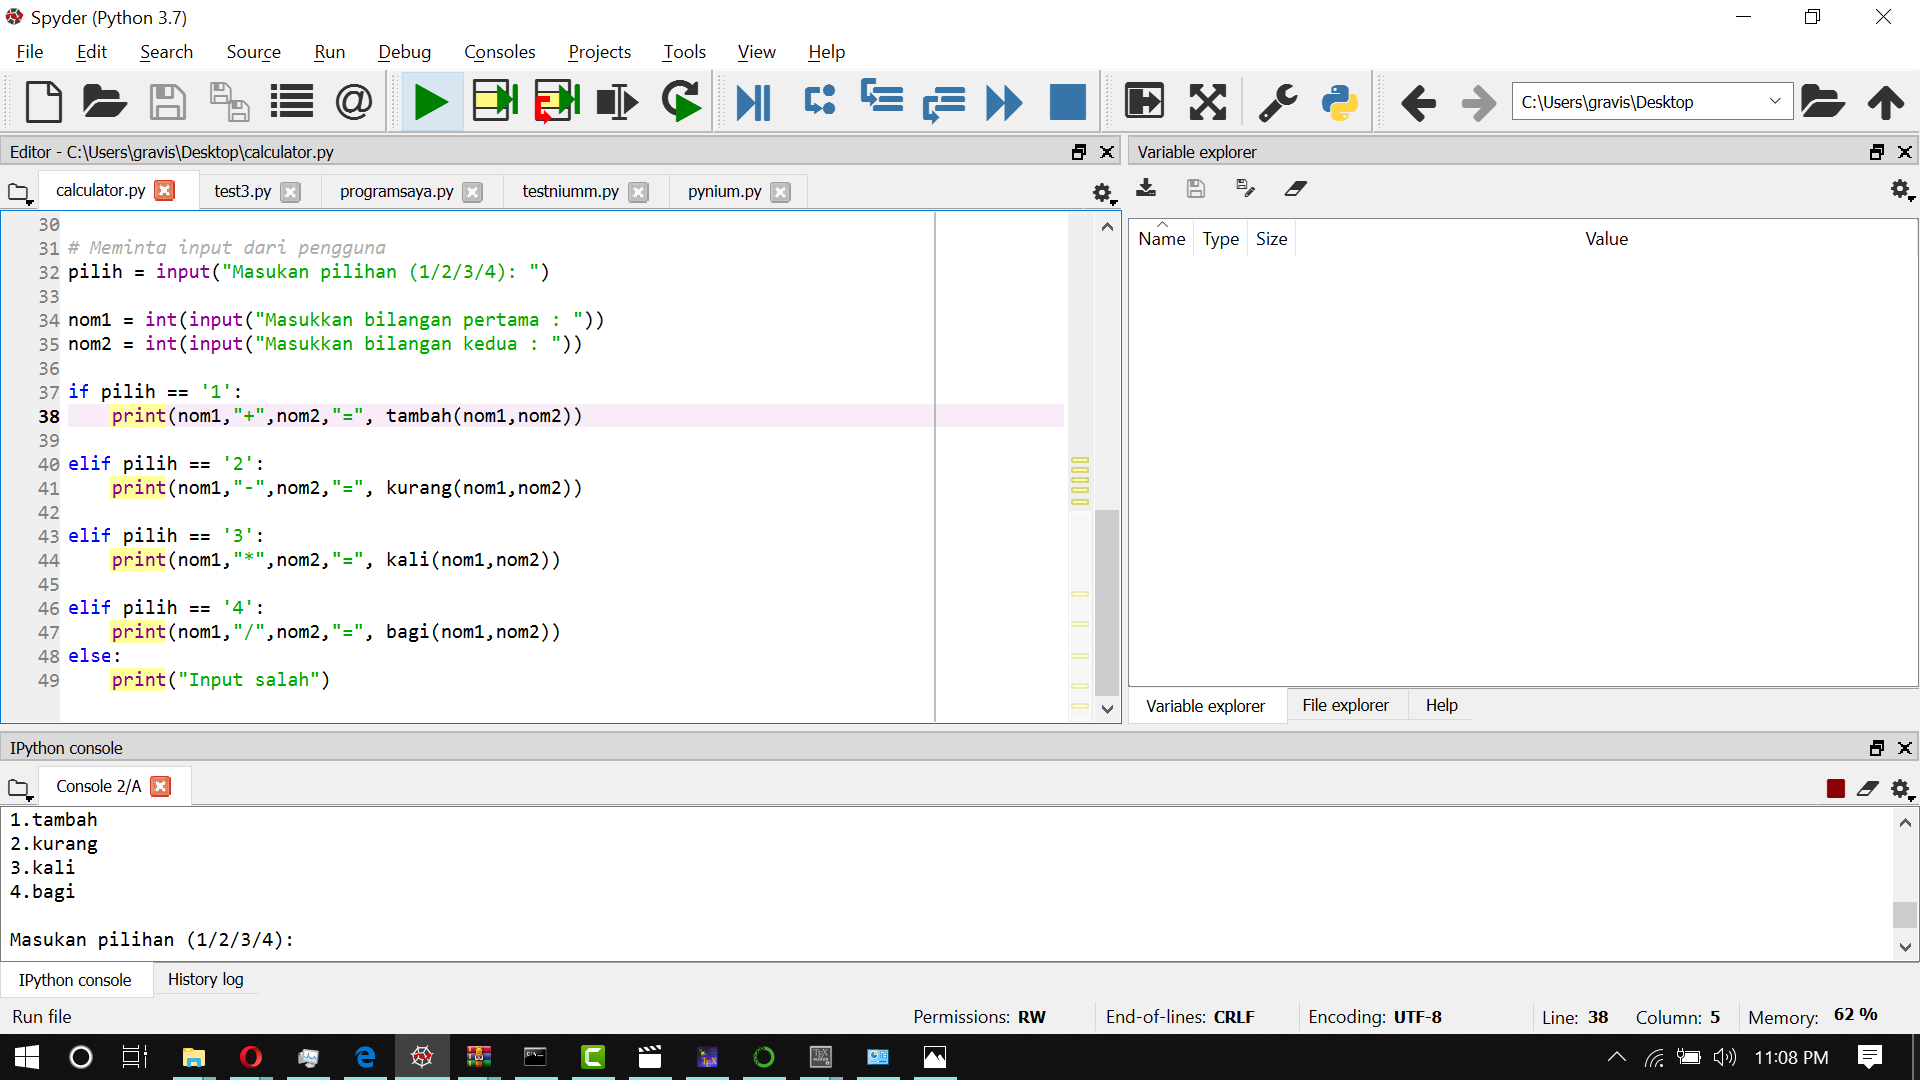 Spyder (Python 3.7)
File Edit Search Source Run Debug Consoles Projects Tools View Help
C:\Users\gravis\Desktop
Editor - C:\Users\gravis\Desktop\calculator.py
calculator.py test3.py programsaya.py testniumm.py pynium.py
30
31 # Meminta input dari pengguna
32 pilih = input("Masukan pilihan (1/2/3/4): ")
33
34 nom1 = int(input("Masukkan bilangan pertama : "))
35 nom2 = int(input("Masukkan bilangan kedua : "))
36
37 if pilih == '1':
38     print(nom1,"+",nom2,"=", tambah(nom1,nom2))
39
40 elif pilih == '2':
41     print(nom1,"-",nom2,"=", kurang(nom1,nom2))
42
43 elif pilih == '3':
44     print(nom1,"*",nom2,"=", kali(nom1,nom2))
45
46 elif pilih == '4':
47     print(nom1,"/",nom2,"=", bagi(nom1,nom2))
48 else:
49     print("Input salah")
Variable explorer
Name Type Size Value
Variable explorer File explorer Help
IPython console
Console 2/A
1.tambah
2.kurang
3.kali
4.bagi
Masukan pilihan (1/2/3/4):
IPython console History log
Run file Permissions: RW End-of-lines: CRLF Encoding: UTF-8 Line: 38 Column: 5 Memory: 62 %
11:08 PM